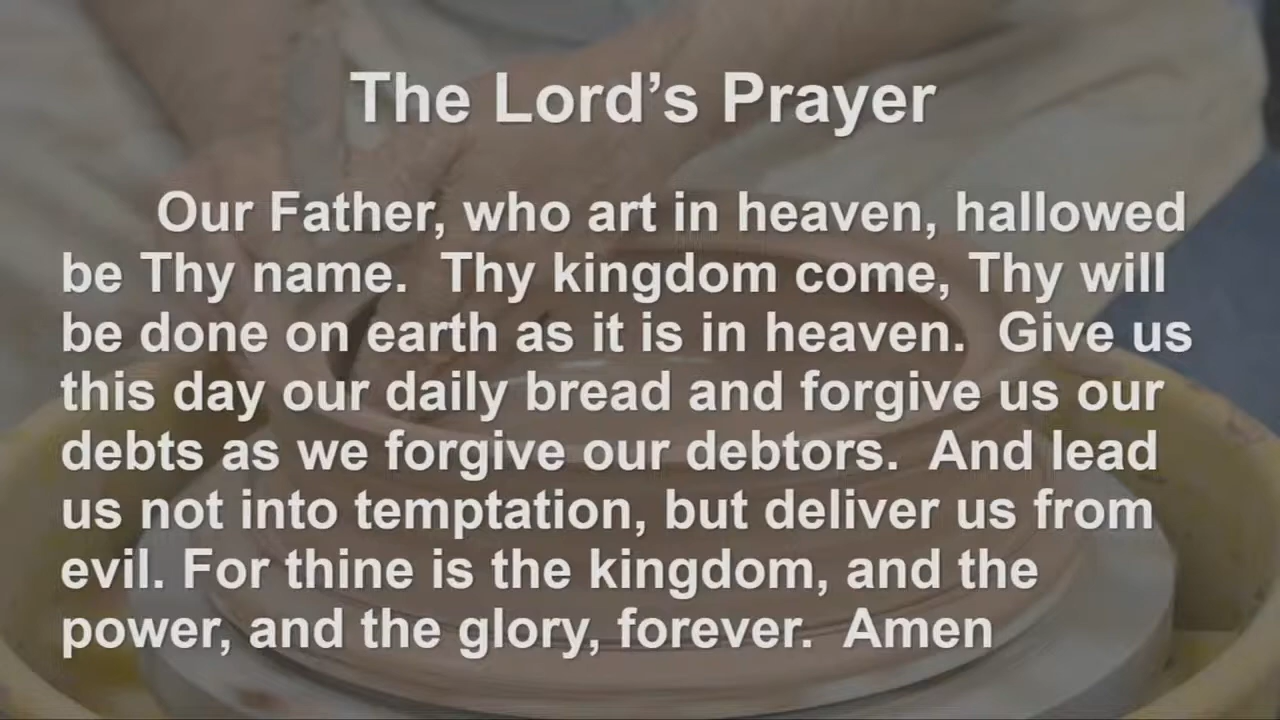 The Lord’s Prayer
Our Father, who art in heaven, hallowed
be Thy name.  Thy kingdom come, Thy will
be done on earth as it is in heaven.  Give us
this day our daily bread and forgive us our
debts as we forgive our debtors.  And lead
us not into temptation, but deliver us from
evil. For thine is the kingdom, and the
power, and the glory, forever.  Amen